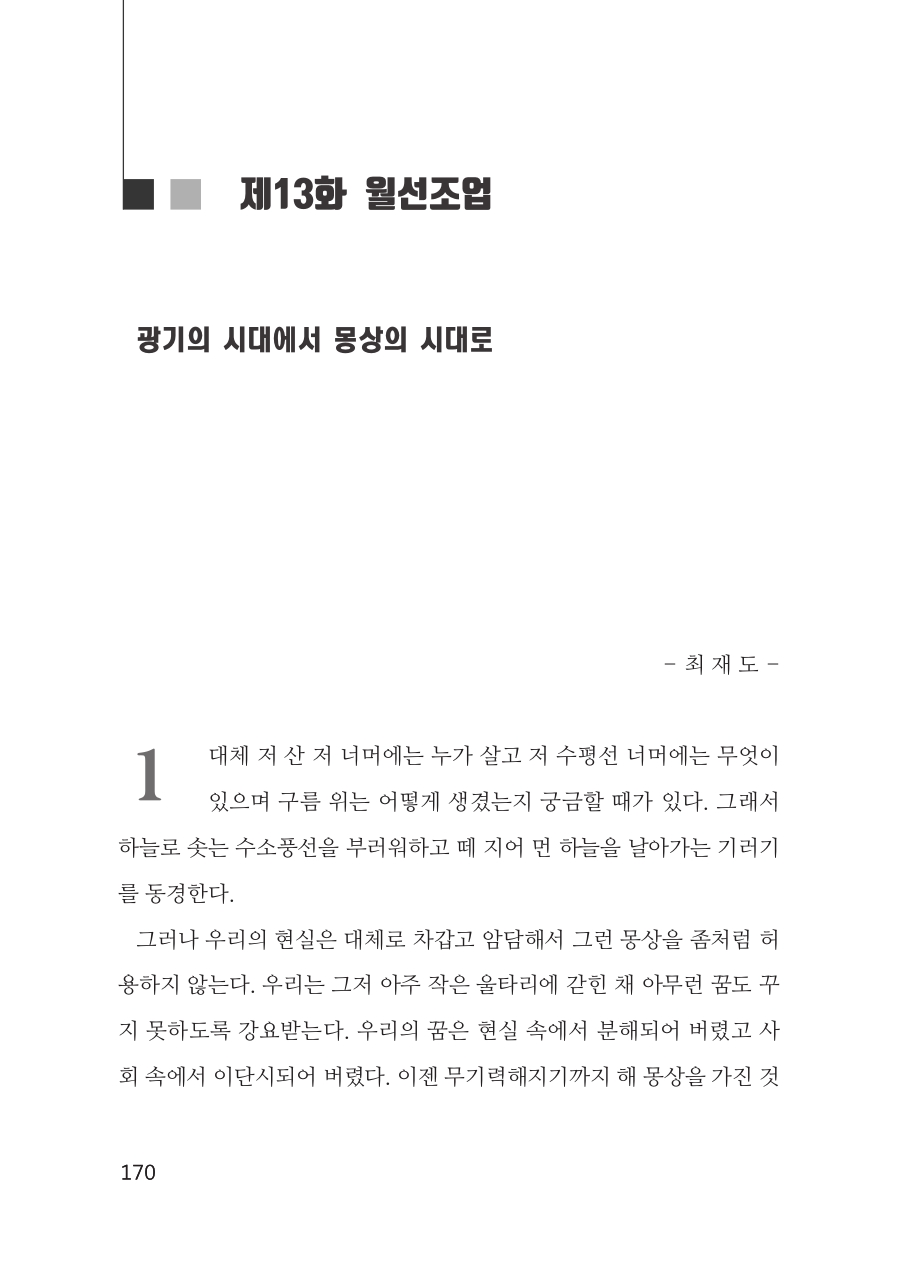 제13화 월선조업
광기의 시대에서 몽상의 시대로
- 최 재 도 -
1
대체 저 산 저 너머에는 누가 살고 저 수평선 너머에는 무엇이
있으며 구름 위는 어떻게 생겼는지 궁금할 때가 있다. 그래서
하늘로 솟는 수소풍선을 부러워하고 떼 지어 먼 하늘을 날아가는 기러기
를 동경한다.
그러나 우리의 현실은 대체로 차갑고 암담해서 그런 몽상을 좀처럼 허
용하지 않는다. 우리는 그저 아주 작은 울타리에 갇힌 채 아무런 꿈도 꾸
지 못하도록 강요받는다. 우리의 꿈은 현실 속에서 분해되어 버렸고 사
회 속에서 이단시되어 버렸다. 이젠 무기력해지기까지 해 몽상을 가진 것
170